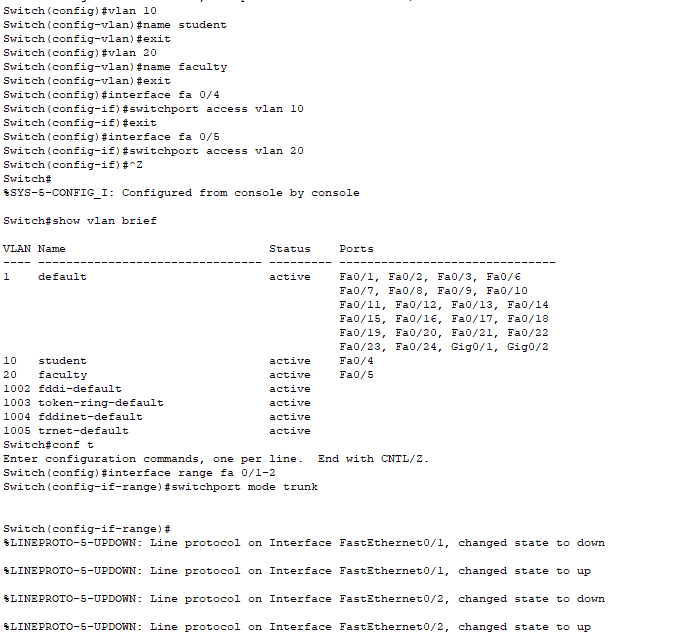 Switch(config)#vlan 10
Switch(config-vlan)#name student
Switch(config-vlan)#exit
Switch(config)#vlan 20
Switch(config-vlan)#name faculty
Switch(config-vlan)#exit
Switch(config)#interface fa 0/4
Switch(config-if)#switchport access vlan 10
Switch(config-if)#exit
Switch(config)#interface fa 0/5
Switch(config-if)#switchport access vlan 20
Switch(config-if)#^Z
Switch#
%SYS-5-CONFIG_I: Configured from console by console
Switch#show vlan brief
VLAN Name                             Status    Ports
---- -------------------------------- --------- -------------------------------
1    default                          active    Fa0/1, Fa0/2, Fa0/3, Fa0/6
                                                Fa0/7, Fa0/8, Fa0/9, Fa0/10
                                                Fa0/11, Fa0/12, Fa0/13, Fa0/14
                                                Fa0/15, Fa0/16, Fa0/17, Fa0/18
                                                Fa0/19, Fa0/20, Fa0/21, Fa0/22
                                                Fa0/23, Fa0/24, Gig0/1, Gig0/2
10   student                          active    Fa0/4
20   faculty                          active    Fa0/5
1002 fddi-default                     active
1003 token-ring-default               active
1004 fddinet-default                  active
1005 trnet-default                    active
Switch#conf t
Enter configuration commands, one per line.  End with CNTL/Z.
Switch(config)#interface range fa 0/1-2
Switch(config-if-range)#switchport mode trunk
Switch(config-if-range)#
%LINEPROTO-5-UPDOWN: Line protocol on Interface FastEthernet0/1, changed state to down
%LINEPROTO-5-UPDOWN: Line protocol on Interface FastEthernet0/1, changed state to up
%LINEPROTO-5-UPDOWN: Line protocol on Interface FastEthernet0/2, changed state to down
%LINEPROTO-5-UPDOWN: Line protocol on Interface FastEthernet0/2, changed state to up